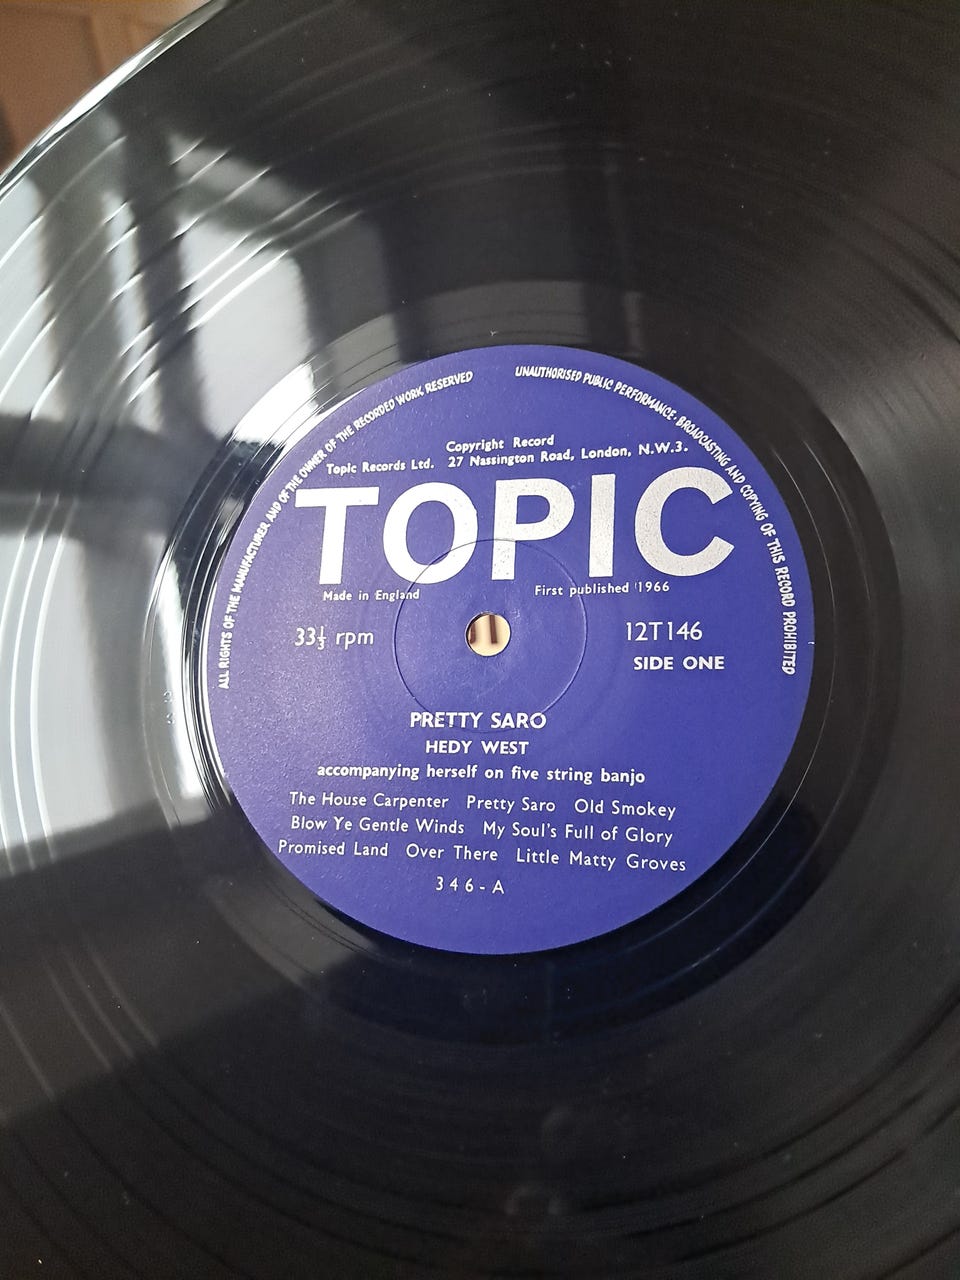 ALL RIGHTS OF THE MANUFACTURER AND OF THE OWNER OF THE RECORDED WORK RESERVED
UNAUTHORISED PUBLIC PERFORMANCE · BROADCASTING AND COPYING OF THIS RECORD PROHIBITED
Copyright Record
Topic Records Ltd. 27 Nassington Road, London, N.W.3.
TOPIC
Made in England First published 1966
33⅓ rpm 12T146
SIDE ONE
PRETTY SARO
HEDY WEST
accompanying herself on five string banjo
The House Carpenter Pretty Saro Old Smokey
Blow Ye Gentle Winds My Soul's Full of Glory
Promised Land Over There Little Matty Groves
346-A